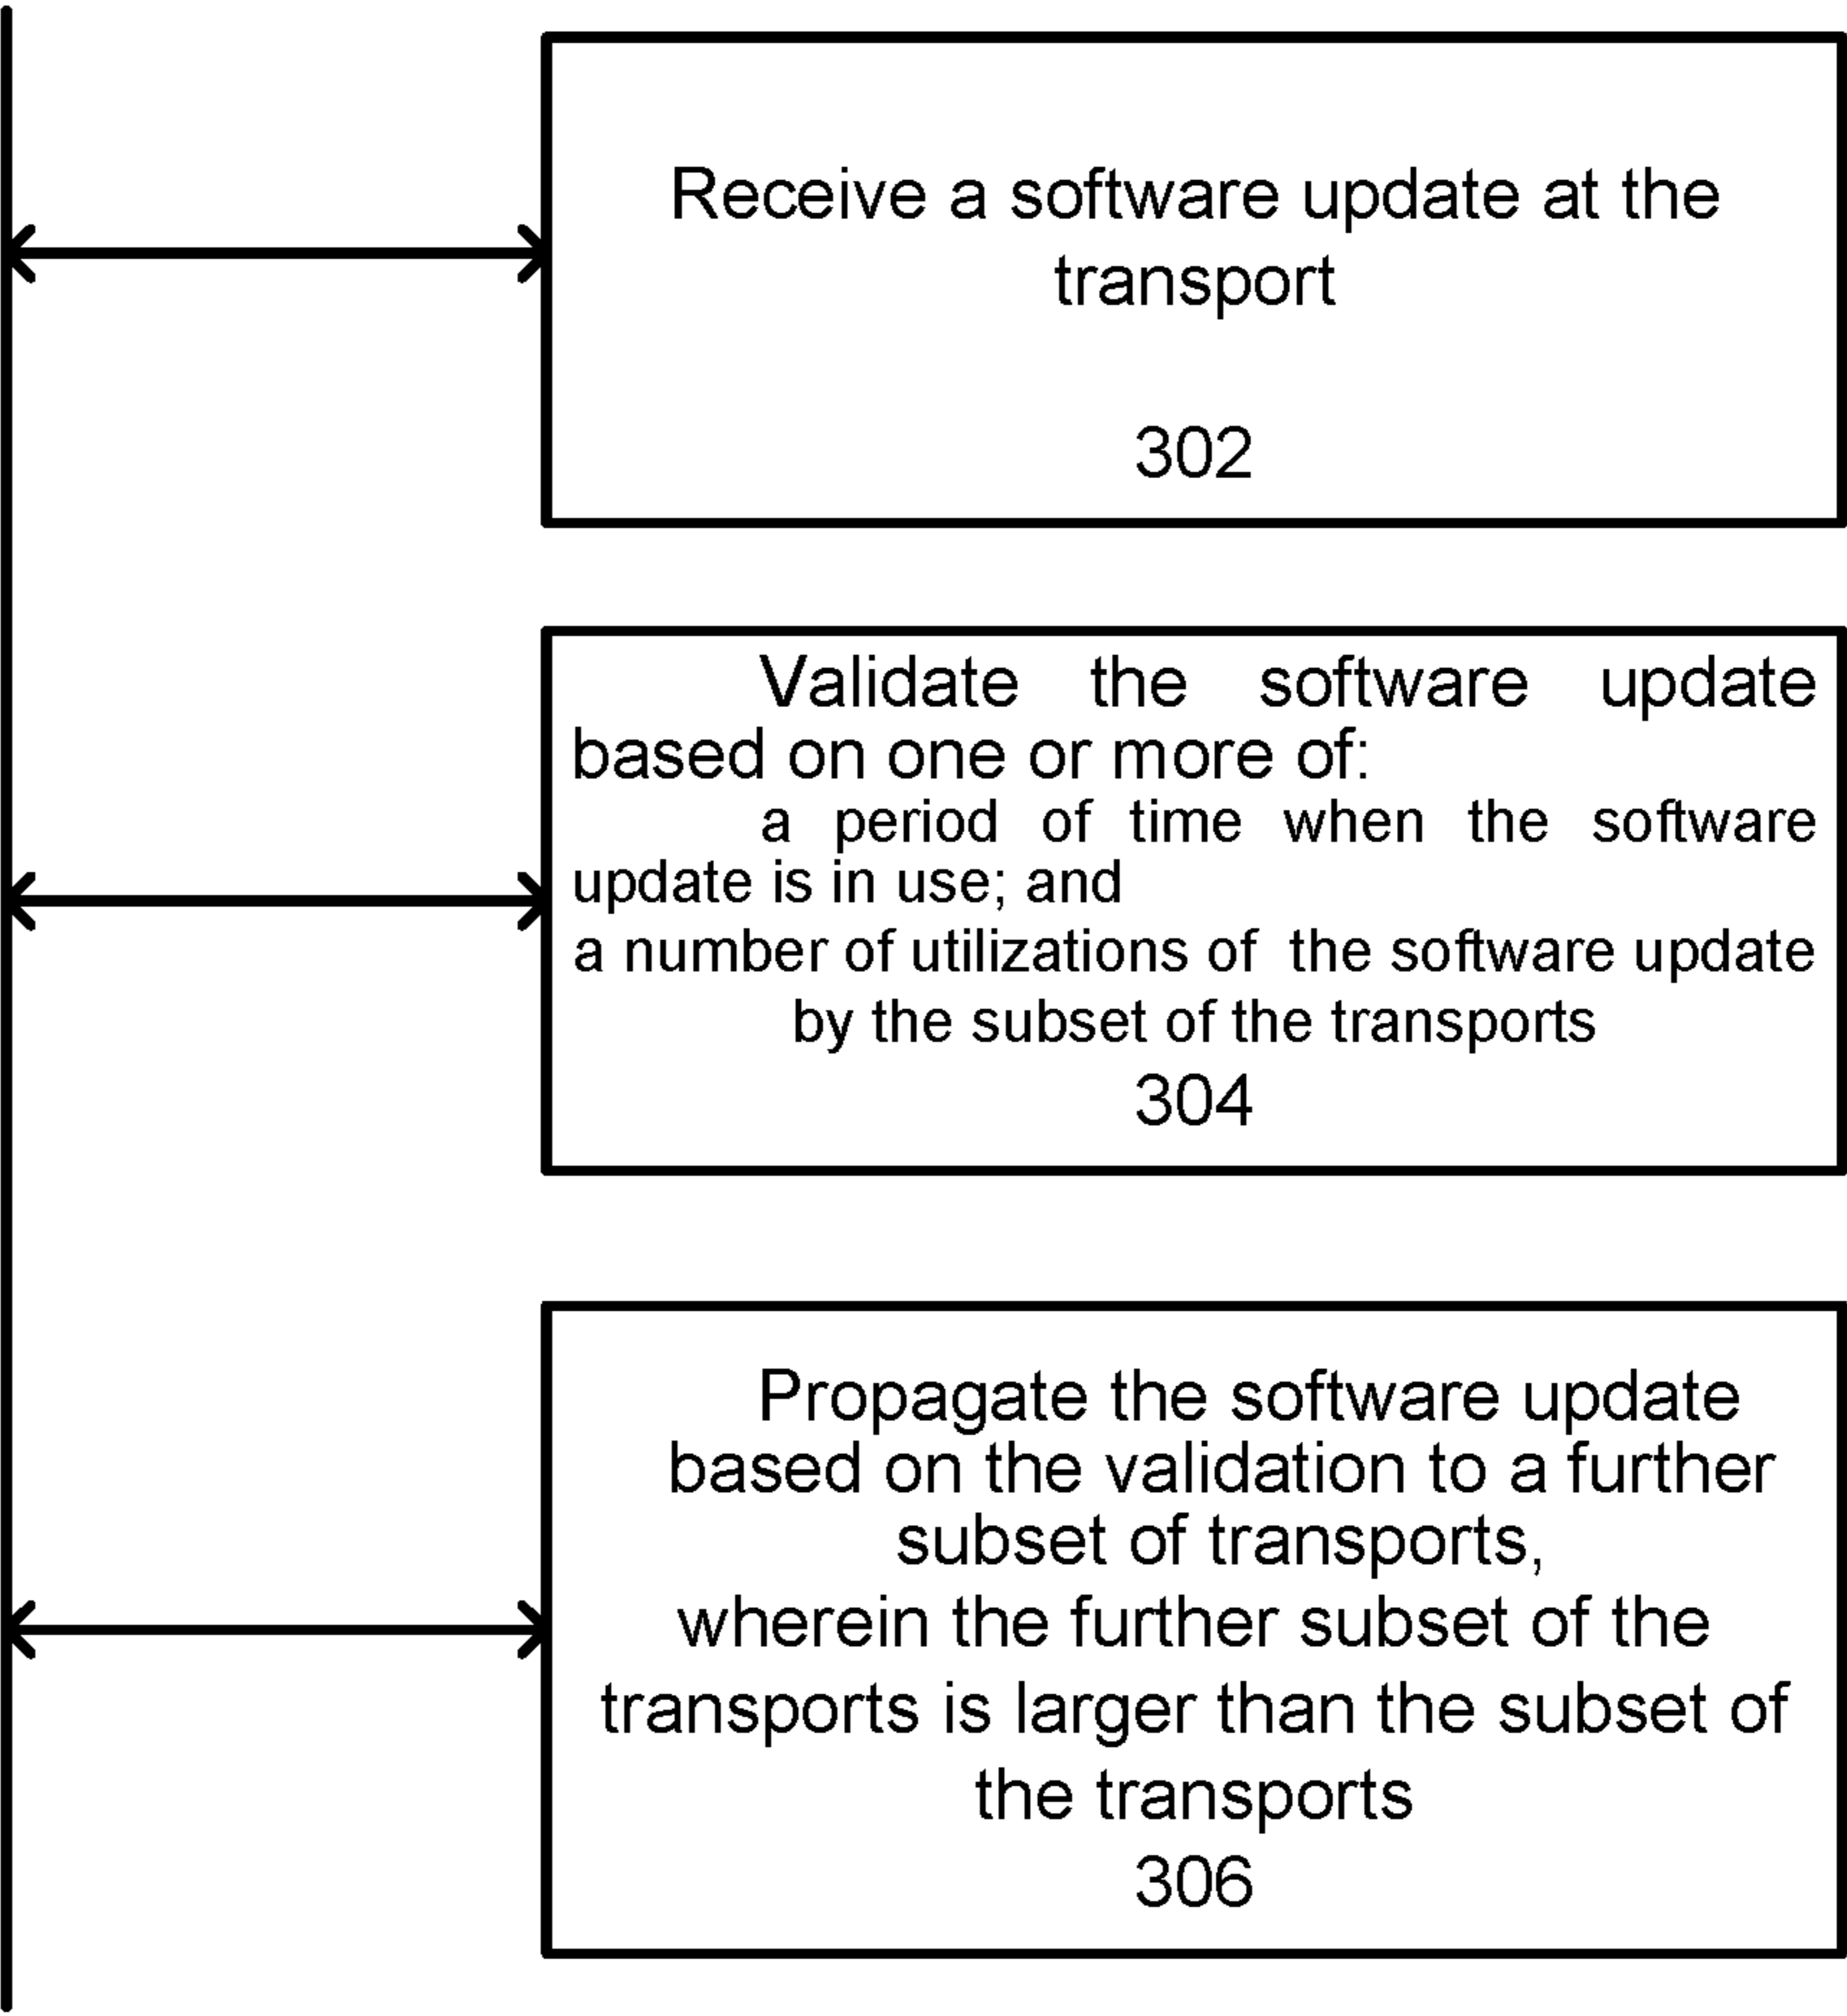 Receive a software update at the
transport
302
Validate the software update
based on one or more of:
a period of time when the software
update is in use; and
a number of utilizations of the software update
by the subset of the transports
304
Propagate the software update
based on the validation to a further
subset of transports,
wherein the further subset of the
transports is larger than the subset of
the transports
306